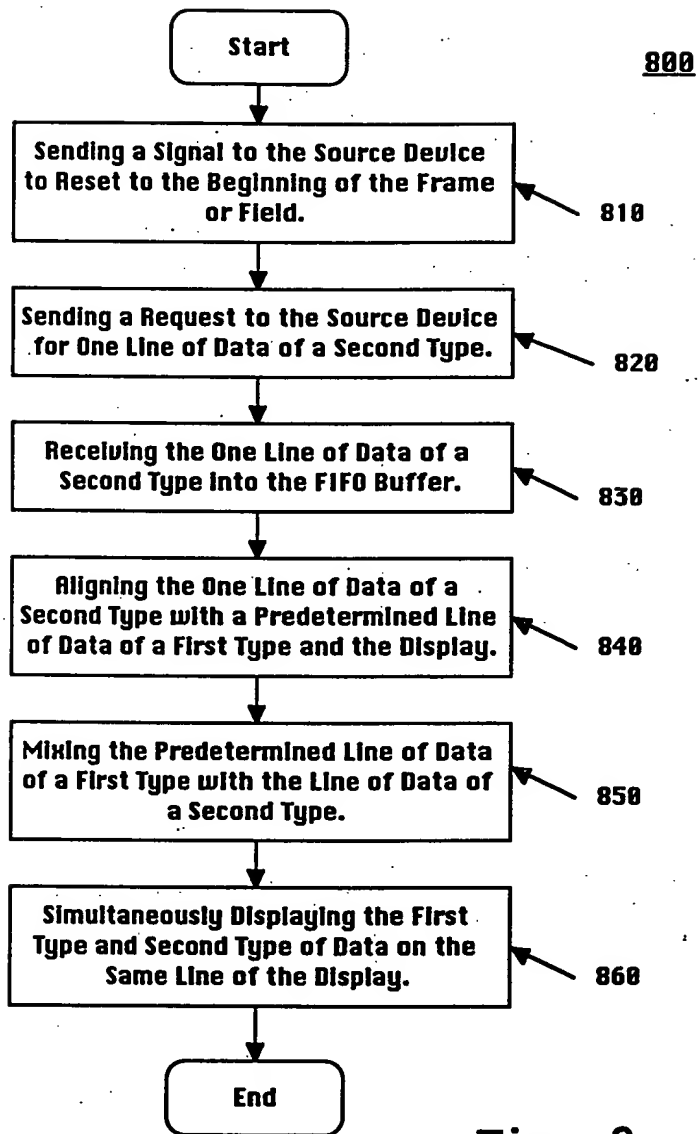 Start
800
Sending a Signal to the Source Device
to Reset to the Beginning of the Frame
or Field.
810
Sending a Request to the Source Device
for One Line of Data of a Second Type.
820
Receiving the One Line of Data of a
Second Type into the FIFO Buffer.
830
Aligning the One Line of Data of a
Second Type with a Predetermined Line
of Data of a First Type and the Display.
840
Mixing the Predetermined Line of Data
of a First Type with the Line of Data of
a Second Type.
850
Simultaneously Displaying the First
Type and Second Type of Data on the
Same Line of the Display.
860
End